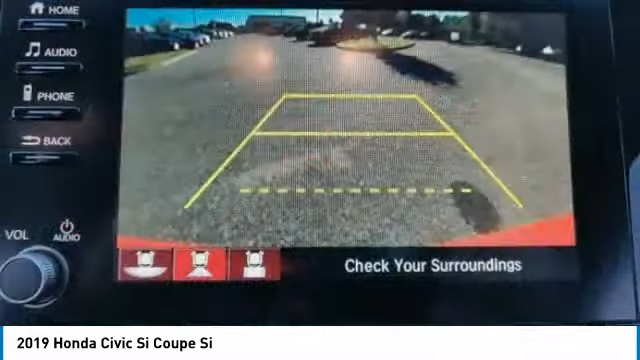 HOME
AUDIO
PHONE
BACK
VOL
AUDIO
Check Your Surroundings
2019 Honda Civic Si Coupe Si